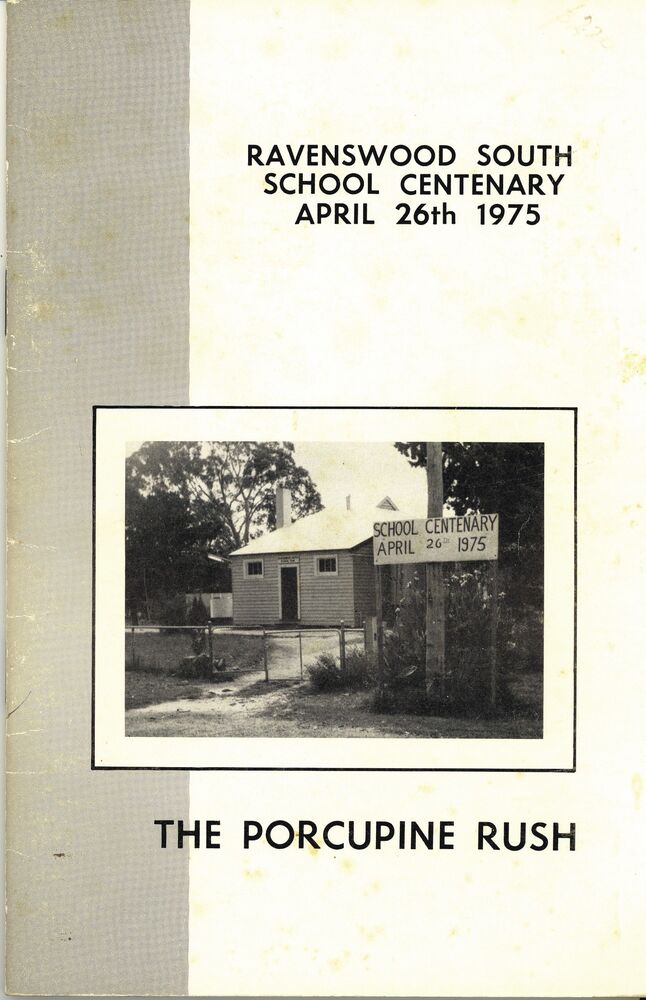 RAVENSWOOD SOUTH
SCHOOL CENTENARY
APRIL 26th 1975
SCHOOL CENTENARY
APRIL 26TH 1975
THE PORCUPINE RUSH